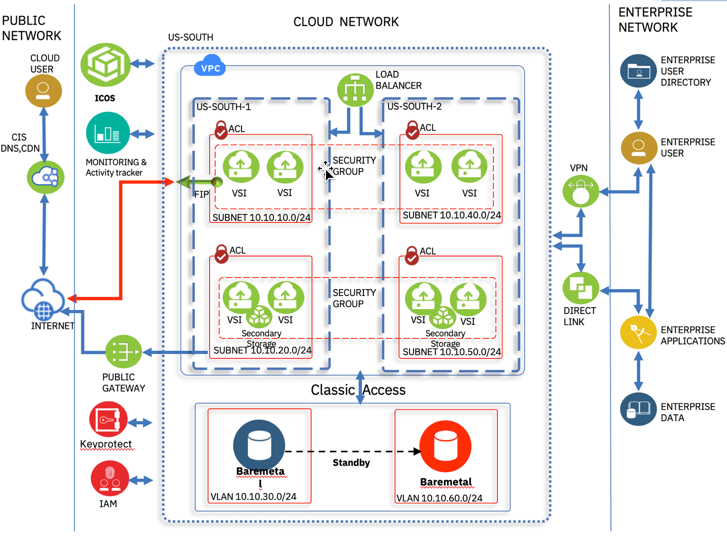 PUBLIC
NETWORK
CLOUD NETWORK
ENTERPRISE
NETWORK
US-SOUTH
CLOUD
USER
CIS
DNS,CDN
INTERNET
ICOS
MONITORING &
Activity tracker
FIP
PUBLIC
GATEWAY
Keyprotect
IAM
VPC
LOAD
BALANCER
US-SOUTH-1
US-SOUTH-2
ACL
VSI
VSI
SUBNET 10.10.10.0/24
SECURITY
GROUP
ACL
VSI
VSI
SUBNET 10.10.40.0/24
ACL
VSI
VSI
Secondary
Storage
SUBNET 10.10.20.0/24
SECURITY
GROUP
ACL
VSI
VSI
Secondary
Storage
SUBNET 10.10.50.0/24
Classic Access
Baremeta
l
VLAN 10.10.30.0/24
Standby
Baremetal
VLAN 10.10.60.0/24
VPN
DIRECT
LINK
ENTERPRISE
USER
DIRECTORY
ENTERPRISE
USER
ENTERPRISE
APPLICATIONS
ENTERPRISE
DATA